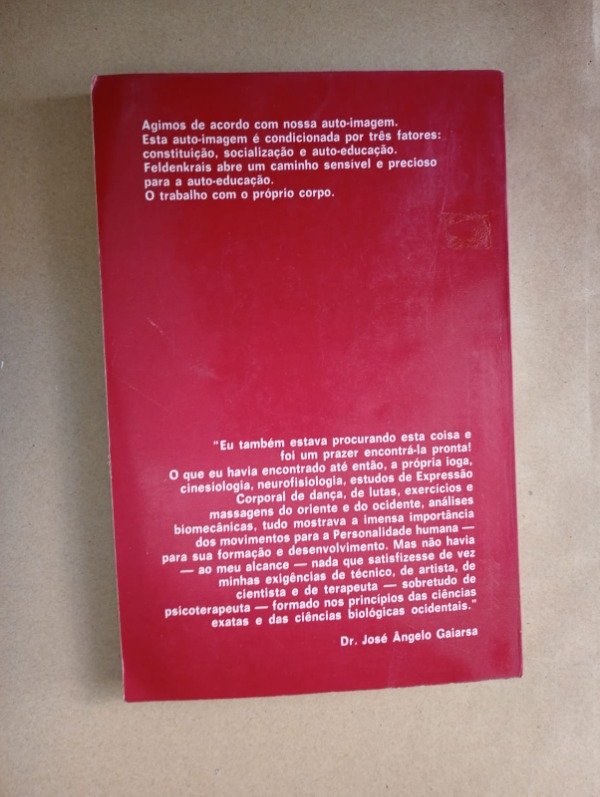 Agimos de acordo com nossa auto-imagem.
Esta auto-imagem é condicionada por três fatores:
constituição, socialização e auto-educação.
Feldenkrais abre um caminho sensível e precioso
para a auto-educação.
O trabalho com o próprio corpo.
"Eu também estava procurando esta coisa e
foi um prazer encontrá-la pronta!
O que eu havia encontrado até então, a própria ioga,
cinesiologia, neurofisiologia, estudos de Expressão
Corporal de dança, de lutas, exercícios e
massagens do oriente e do ocidente, análises
biomecânicas, tudo mostrava a imensa importância
dos movimentos para a Personalidade humana —
para sua formação e desenvolvimento. Mas não havia
— ao meu alcance — nada que satisfizesse de vez
minhas exigências de técnico, de artista, de
cientista e de terapeuta — sobretudo de
psicoterapeuta — formado nos princípios das ciências
exatas e das ciências biológicas ocidentais."
Dr. José Ângelo Gaiarsa